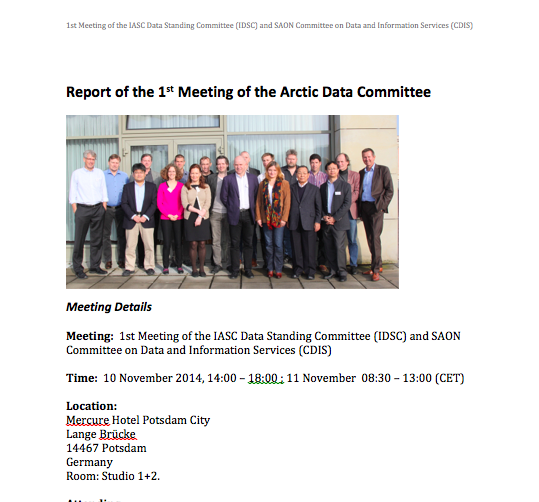 1st Meeting of the IASC Data Standing Committee (IDSC) and SAON Committee on Data and Information Services (CDIS)
Report of the 1st Meeting of the Arctic Data Committee
Meeting Details
Meeting: 1st Meeting of the IASC Data Standing Committee (IDSC) and SAON
Committee on Data and Information Services (CDIS)
Time: 10 November 2014, 14:00 – 18:00 ; 11 November 08:30 – 13:00 (CET)
Location:
Mercure Hotel Potsdam City
Lange Brücke
14467 Potsdam
Germany
Room: Studio 1+2.